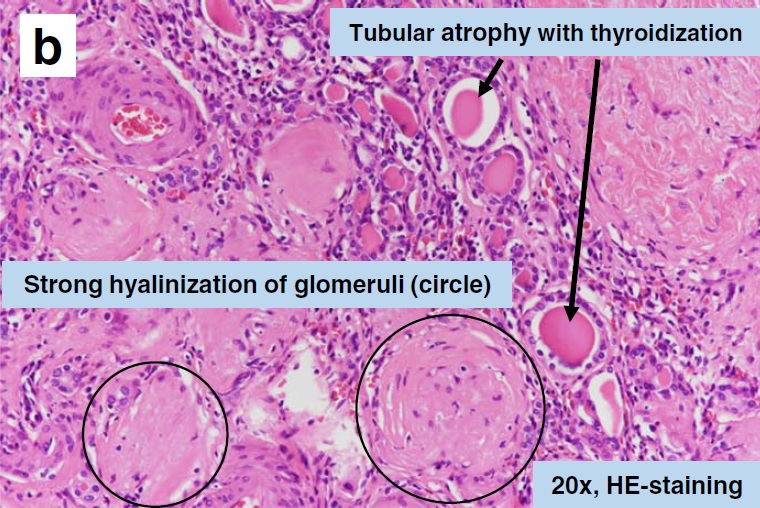 b
Tubular atrophy with thyroidization
Strong hyalinization of glomeruli (circle)
20x, HE-staining